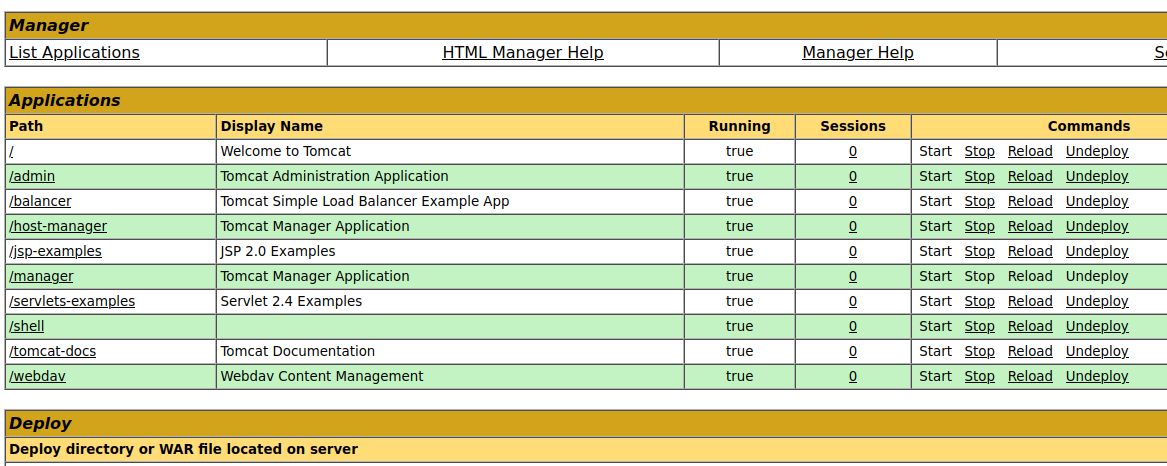 Manager
List Applications HTML Manager Help Manager Help
Applications
Path Display Name Running Sessions Commands
/ Welcome to Tomcat true 0 Start Stop Reload Undeploy
/admin Tomcat Administration Application true 0 Start Stop Reload Undeploy
/balancer Tomcat Simple Load Balancer Example App true 0 Start Stop Reload Undeploy
/host-manager Tomcat Manager Application true 0 Start Stop Reload Undeploy
/jsp-examples JSP 2.0 Examples true 0 Start Stop Reload Undeploy
/manager Tomcat Manager Application true 0 Start Stop Reload Undeploy
/servlets-examples Servlet 2.4 Examples true 0 Start Stop Reload Undeploy
/shell true 0 Start Stop Reload Undeploy
/tomcat-docs Tomcat Documentation true 0 Start Stop Reload Undeploy
/webdav Webdav Content Management true 0 Start Stop Reload Undeploy
Deploy
Deploy directory or WAR file located on server